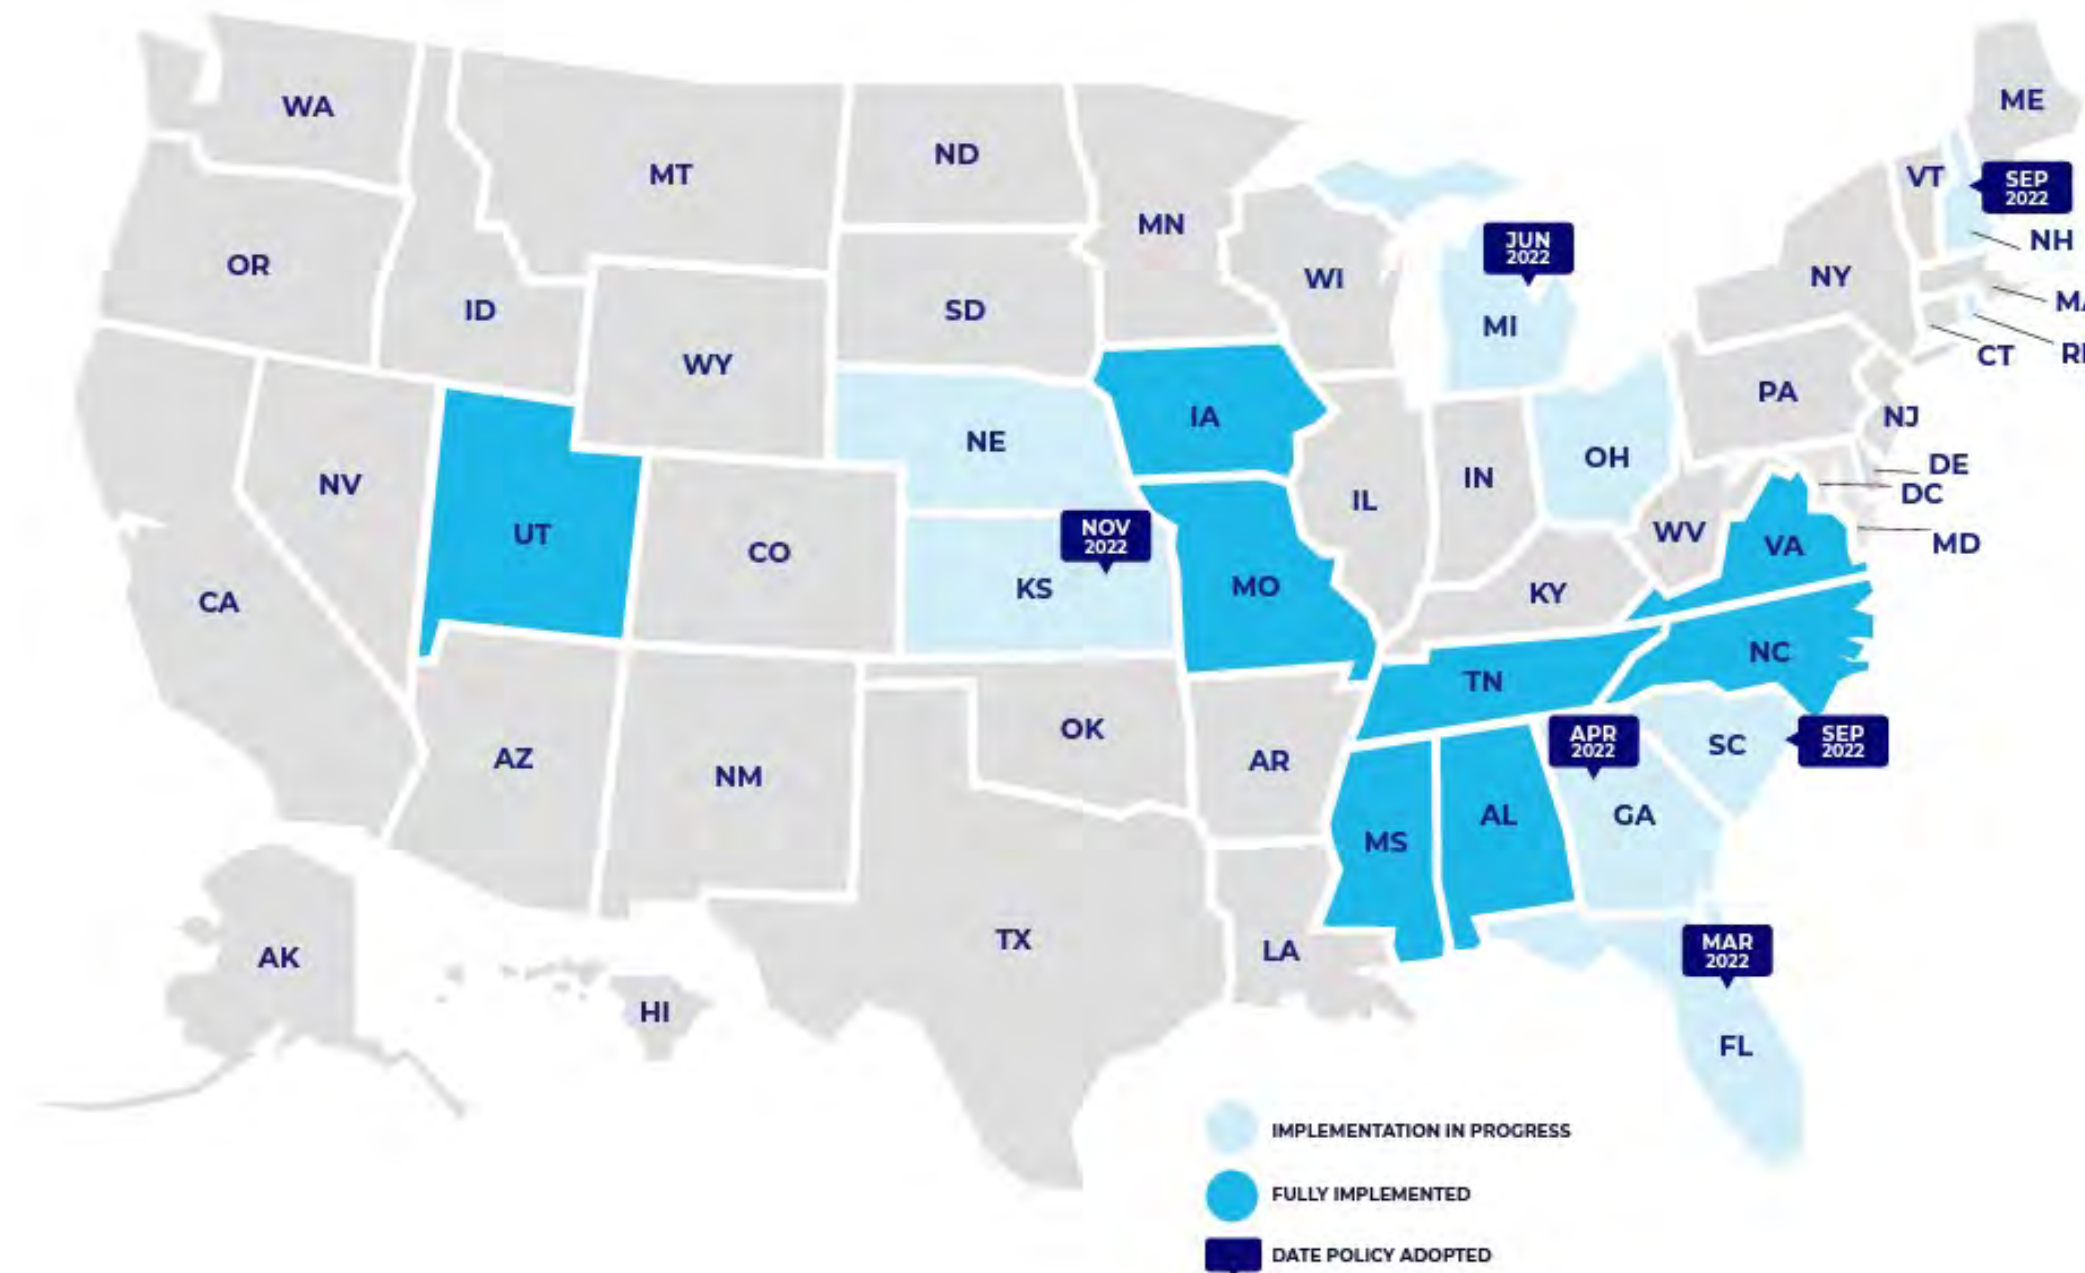 WA
MT
ND
MN
ME
VT
SEP
2022
NH
OR
ID
SD
WI
JUN
2022
MI
NY
MA
RI
CT
WY
PA
NJ
IA
NE
OH
DE
DC
NV
UT
CO
NOV
2022
KS
IL
IN
WV
VA
MD
CA
MO
KY
NC
TN
AZ
NM
OK
AR
APR
2022
SC
SEP
2022
MS
AL
GA
AK
HI
TX
LA
MAR
2022
FL
IMPLEMENTATION IN PROGRESS
FULLY IMPLEMENTED
DATE POLICY ADOPTED